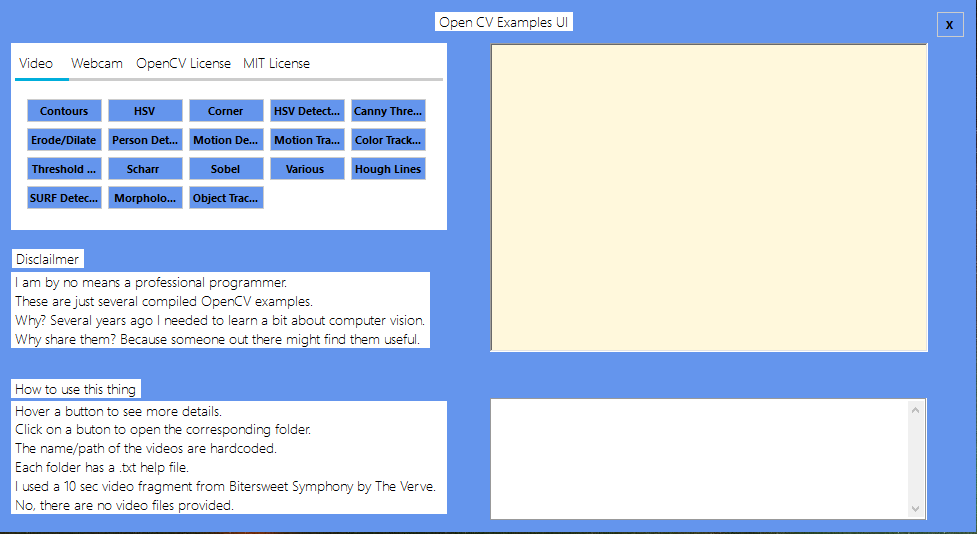 Open CV Examples UI
X
Video Webcam OpenCV License MIT License
Contours HSV Corner HSV Detect... Canny Thre...
Erode/Dilate Person Det... Motion De... Motion Tra... Color Track...
Threshold ... Scharr Sobel Various Hough Lines
SURF Detec... Morpholo... Object Trac...
Disclailmer
I am by no means a professional programmer.
These are just several compiled OpenCV examples.
Why? Several years ago I needed to learn a bit about computer vision.
Why share them? Because someone out there might find them useful.
How to use this thing
Hover a button to see more details.
Click on a buton to open the corresponding folder.
The name/path of the videos are hardcoded.
Each folder has a .txt help file.
I used a 10 sec video fragment from Bitersweet Symphony by The Verve.
No, there are no video files provided.